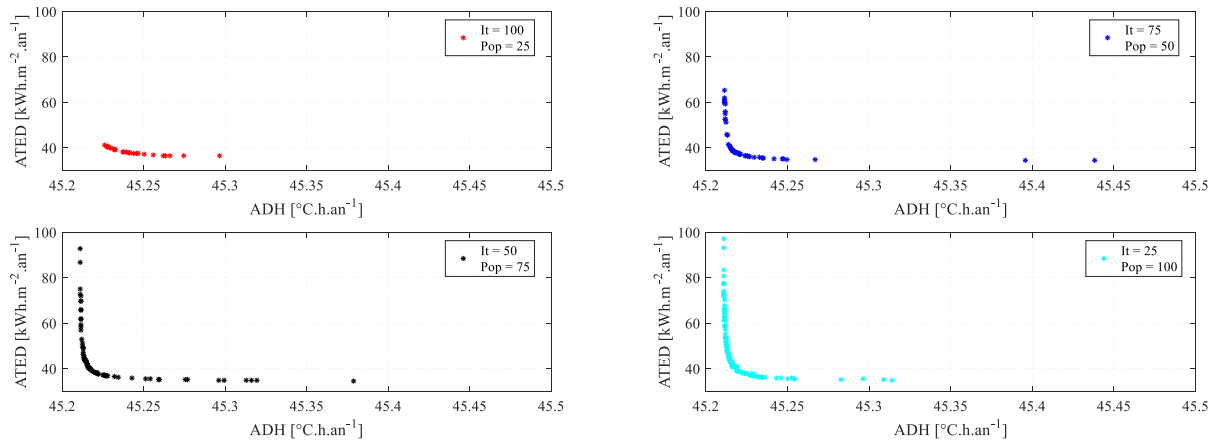 100
80
60
40
45.2
45.25
45.3
45.35
45.4
45.45
45.5
ATED [kWh.m-2.an-1]
ADH [°C.h.an-1]
It = 100
Pop = 25
100
80
60
40
45.2
45.25
45.3
45.35
45.4
45.45
45.5
ATED [kWh.m-2.an-1]
ADH [°C.h.an-1]
It = 75
Pop = 50
100
80
60
40
45.2
45.25
45.3
45.35
45.4
45.45
45.5
ATED [kWh.m-2.an-1]
ADH [°C.h.an-1]
It = 50
Pop = 75
100
80
60
40
45.2
45.25
45.3
45.35
45.4
45.45
45.5
ATED [kWh.m-2.an-1]
ADH [°C.h.an-1]
It = 25
Pop = 100